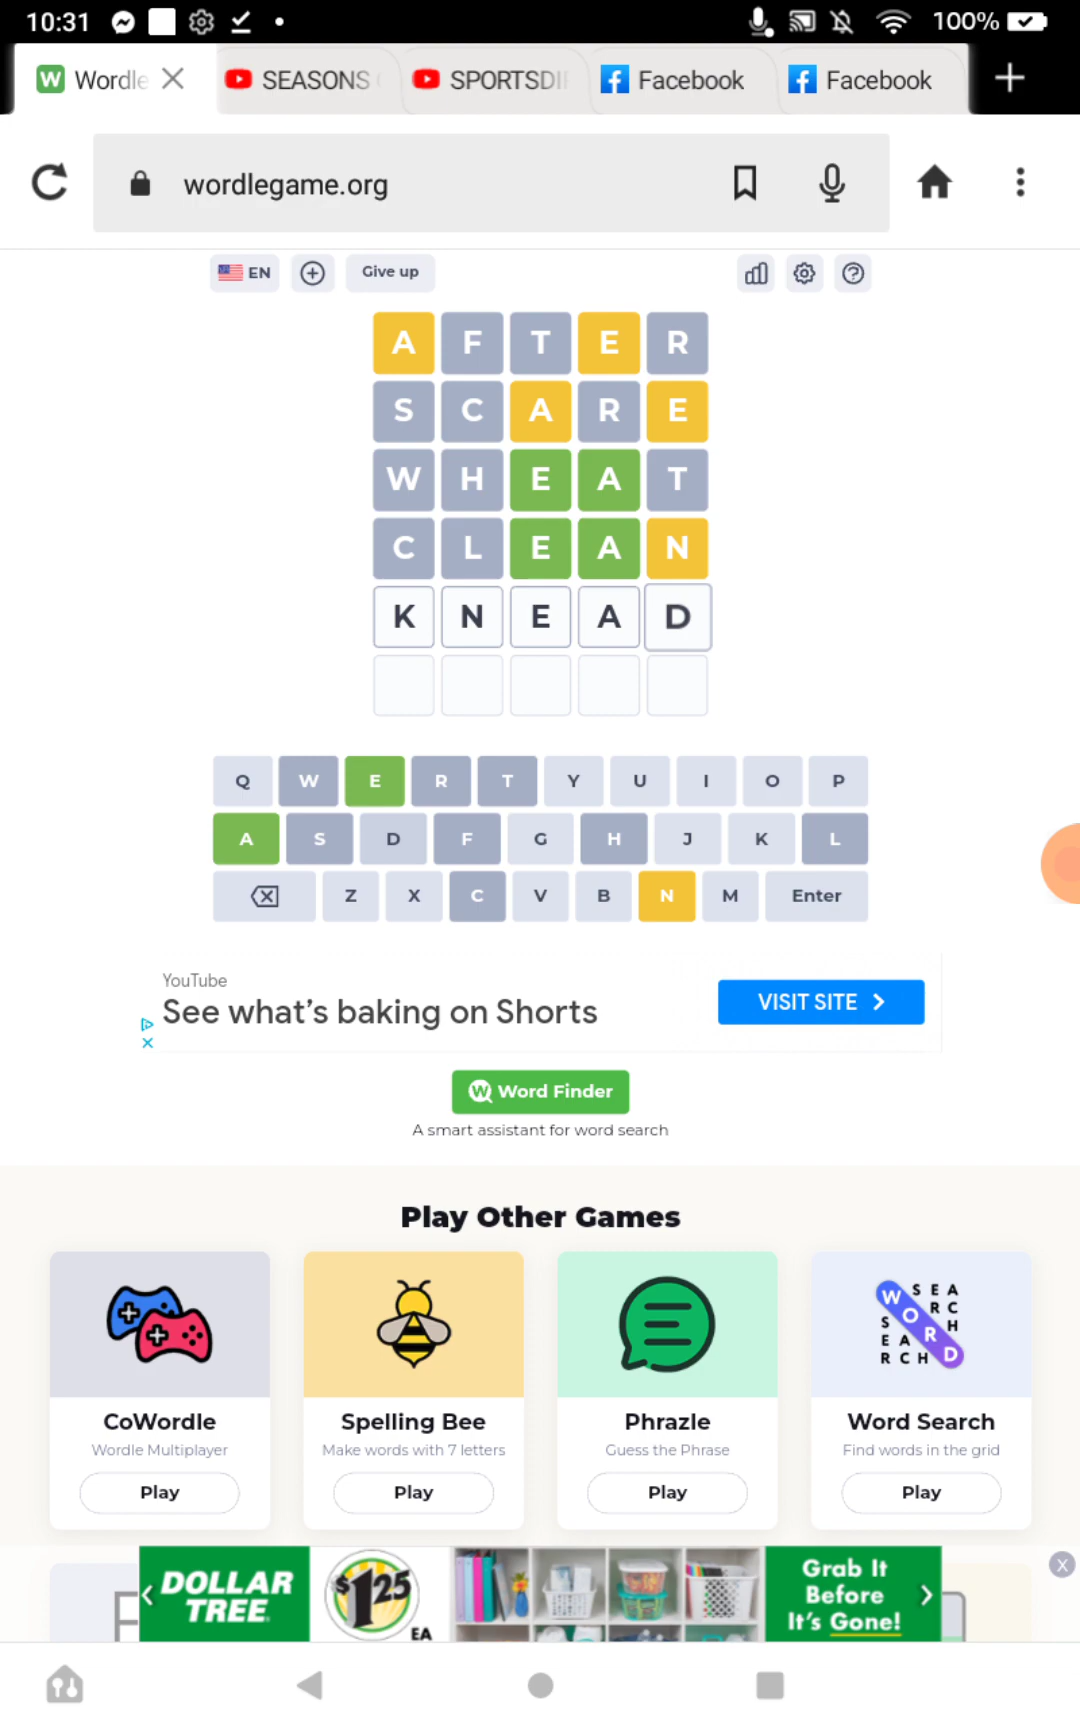 10:31 100%
Wordle SEASONS SPORTSDI Facebook Facebook
wordlegame.org
EN Give up
A F T E R
S C A R E
W H E A T
C L E A N
K N E A D
Q W E R T Y U I O P
A S D F G H J K L
Z X C V B N M Enter
YouTube
See what's baking on Shorts
VISIT SITE
W Word Finder
A smart assistant for word search
Play Other Games
S E A
W R C
S O H
E A R
R C H D
CoWordle Spelling Bee Phrazle Word Search
Wordle Multiplayer Make words with 7 letters Guess the Phrase Find words in the grid
Play Play Play Play
DOLLAR TREE
$1.25 EA
Grab It
Before
It's Gone!
X